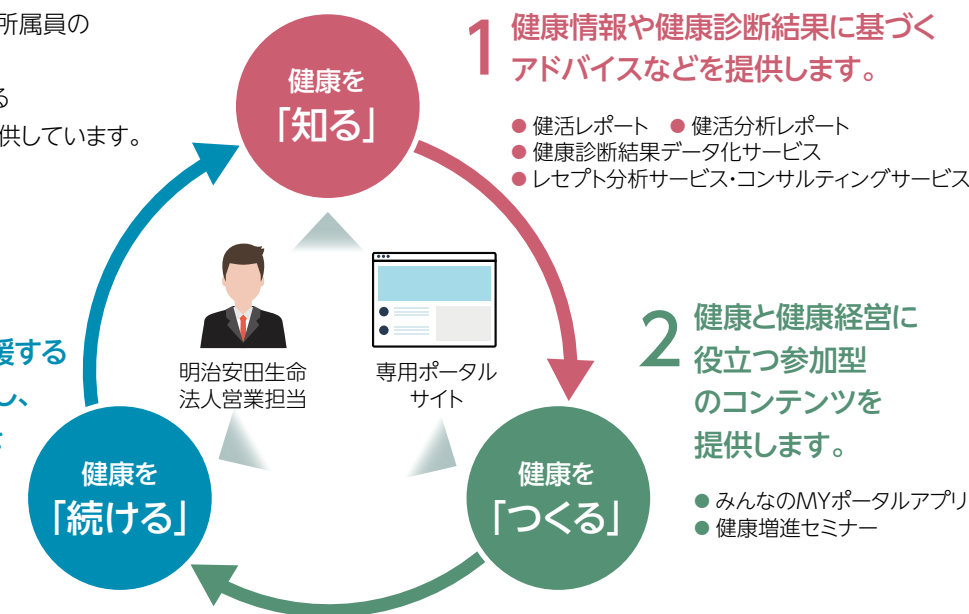 所属員の
る
供しています。
健康を
「知る」
1
健康情報や健康診断結果に基づく
アドバイスなどを提供します。
● 健活レポート ● 健活分析レポート
● 健康診断結果データ化サービス
● レセプト分析サービス・コンサルティングサービス
明治安田生命
法人営業担当
専用ポータル
サイト
2
健康と健康経営に
役立つ参加型
のコンテンツを
提供します。
● みんなのMYポータルアプリ
● 健康増進セミナー
健康を
「つくる」
援する
し、
健康を
「続ける」